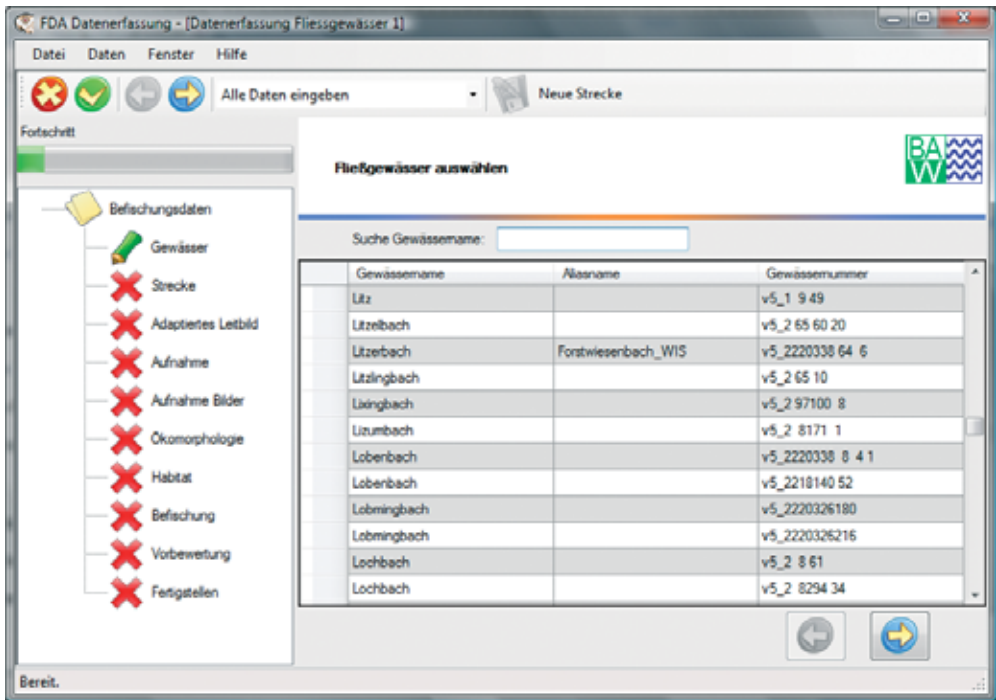 FDA Datenerfassung - [Datenerfassung Fliessgewässer 1]
Datei Daten Fenster Hilfe
Alle Daten eingeben Neue Strecke
Fortschritt
Fließgewässer auswählen
BAW
Befischungsdaten
Gewässer
Strecke
Adaptiertes Leitbild
Aufnahme
Aufnahme Bilder
Ökomorphologie
Habitat
Befischung
Vorbewertung
Fertigstellen
Suche Gewässername:
Gewässername Aliasname Gewässernummer
Litz v5_1 9 49
Litzelbach v5_2 65 60 20
Litzerbach Forstwiesenbach_WIS v5_2220338 64 6
Litzlingbach v5_2 65 10
Lixingbach v5_2 97100 8
Lizumbach v5_2 8171 1
Lobenbach v5_2220338 8 4 1
Lobenbach v5_2218140 52
Lobmingbach v5_2220326180
Lobmingbach v5_2220326216
Lochbach v5_2 8 61
Lochbach v5_2 8294 34
Bereit.